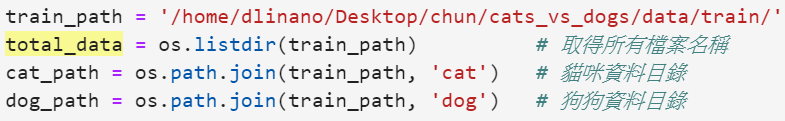 train_path = '/home/dlinano/Desktop/chun/cats_vs_dogs/data/train/'
total_data = os.listdir(train_path) # 取得所有檔案名稱
cat_path = os.path.join(train_path, 'cat') # 貓咪資料目錄
dog_path = os.path.join(train_path, 'dog') # 狗狗資料目錄